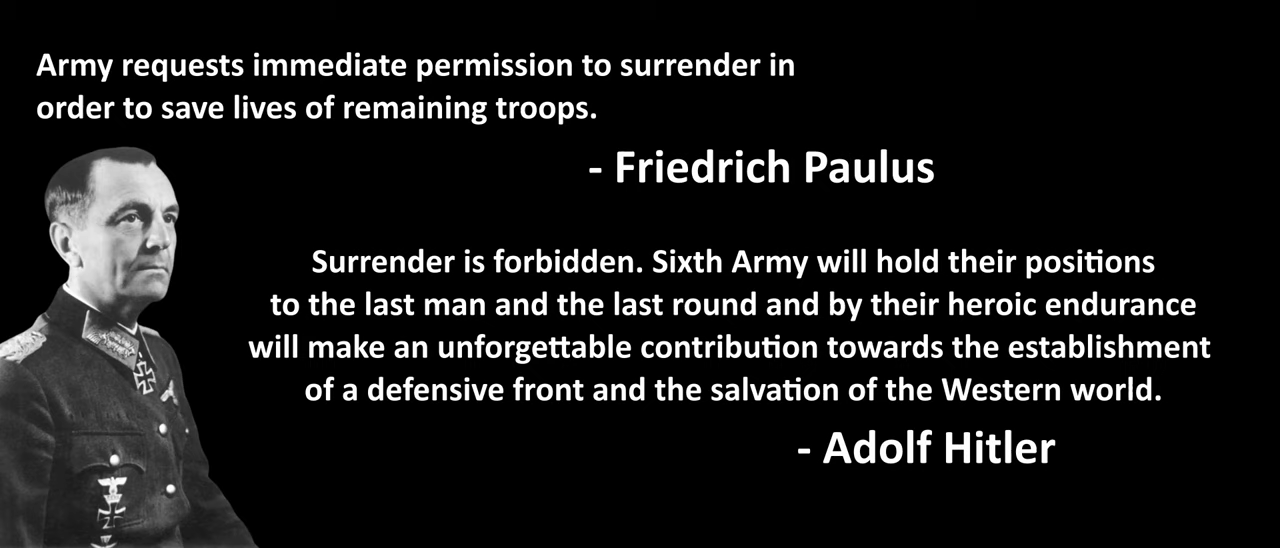 Army requests immediate permission to surrender in
order to save lives of remaining troops.
- Friedrich Paulus
Surrender is forbidden. Sixth Army will hold their positions
to the last man and the last round and by their heroic endurance
will make an unforgettable contribution towards the establishment
of a defensive front and the salvation of the Western world.
- Adolf Hitler